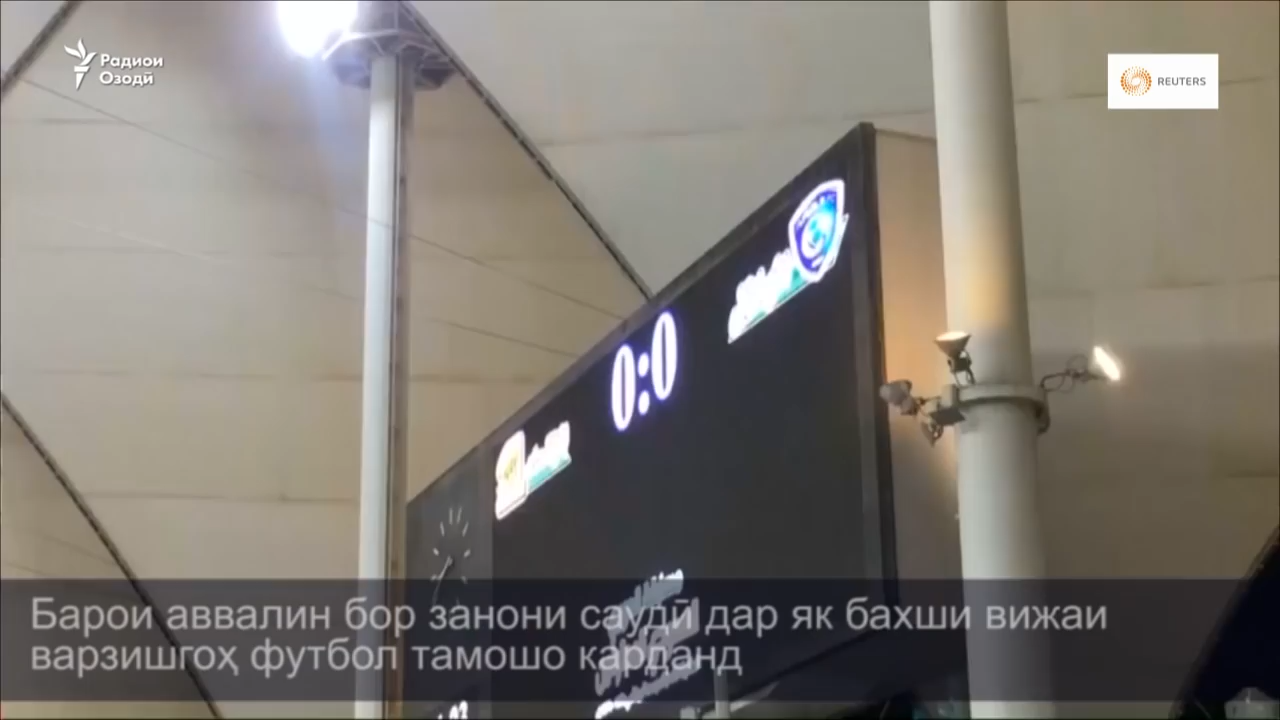 Радиои
Озодӣ
REUTERS
0:0
Барои аввалин бор занони саудӣ дар як бахши вижаи
варзишгоҳ футбол тамошо карданд